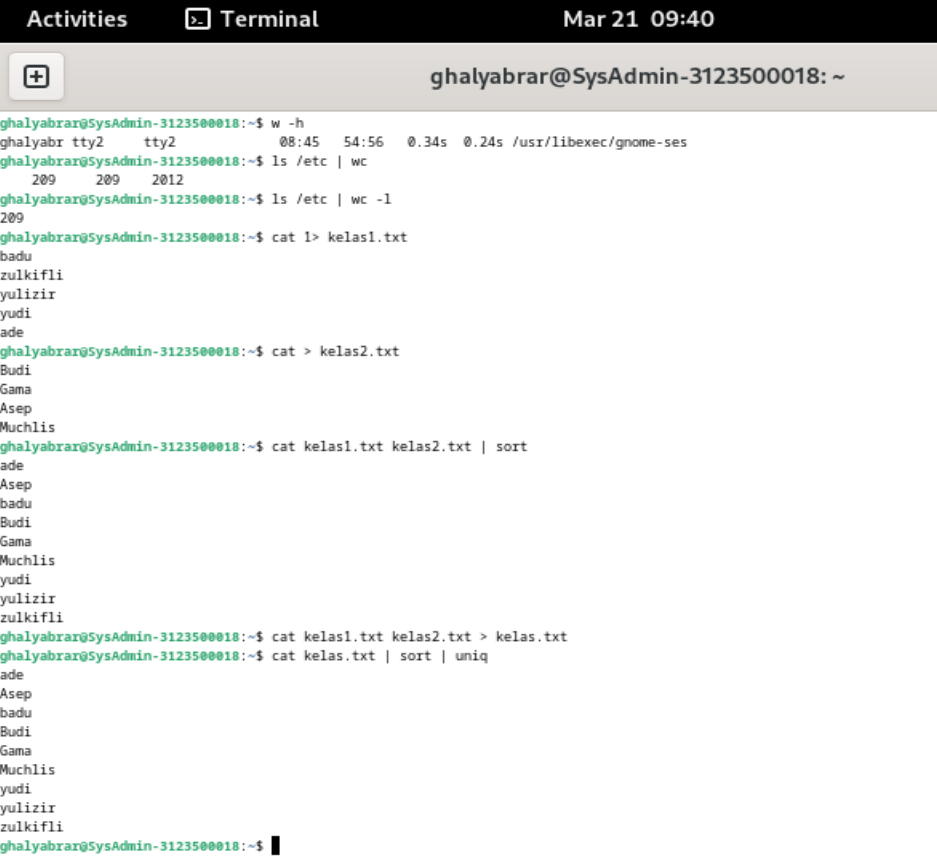 Activities Terminal Mar 21 09:40
ghalyabrar@SysAdmin-3123500018: ~
ghalyabrar@SysAdmin-3123500018:~$ w -h
ghalyabr tty2     tty2             08:45   54:56   0.34s  0.24s /usr/libexec/gnome-ses
ghalyabrar@SysAdmin-3123500018:~$ ls /etc | wc
    209     209    2012
ghalyabrar@SysAdmin-3123500018:~$ ls /etc | wc -l
209
ghalyabrar@SysAdmin-3123500018:~$ cat 1> kelas1.txt
badu
zulkifli
yulizir
yudi
ade
ghalyabrar@SysAdmin-3123500018:~$ cat > kelas2.txt
Budi
Gama
Asep
Muchlis
ghalyabrar@SysAdmin-3123500018:~$ cat kelas1.txt kelas2.txt | sort
ade
Asep
badu
Budi
Gama
Muchlis
yudi
yulizir
zulkifli
ghalyabrar@SysAdmin-3123500018:~$ cat kelas1.txt kelas2.txt > kelas.txt
ghalyabrar@SysAdmin-3123500018:~$ cat kelas.txt | sort | uniq
ade
Asep
badu
Budi
Gama
Muchlis
yudi
yulizir
zulkifli
ghalyabrar@SysAdmin-3123500018:~$